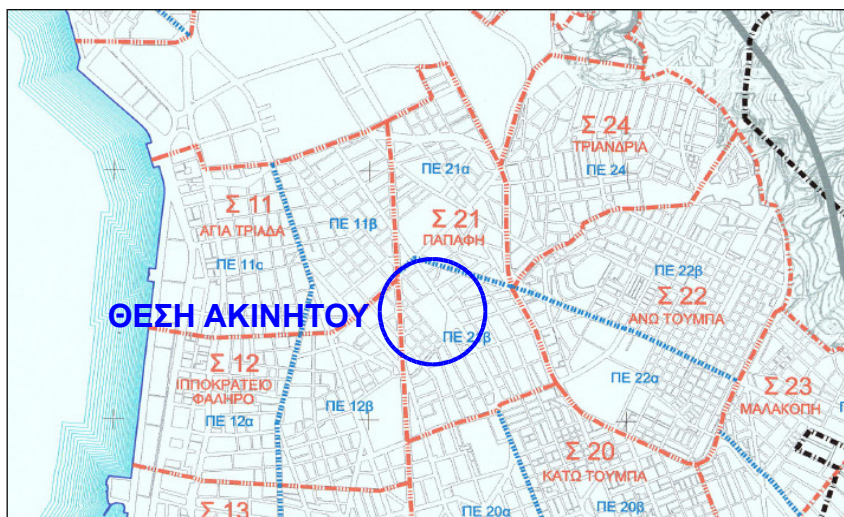 Σ 24
ΤΡΙΑΝΔΡΙΑ
ΠΕ 24
ΠΕ 21α
Σ 11
ΑΓΙΑ ΤΡΙΑΔΑ
ΠΕ 11β
Σ 21
ΠΑΠΑΦΗ
ΠΕ 11α
ΠΕ 22β
Σ 22
ΑΝΩ ΤΟΥΜΠΑ
ΘΕΣΗ ΑΚΙΝΗΤΟΥ
ΠΕ 21β
Σ 12
ΙΠΠΟΚΡΑΤΕΙΟ
ΦΑΛΗΡΟ
ΠΕ 12α
ΠΕ 12β
ΠΕ 22α
Σ 23
ΜΑΛΑΚΟΠΗ
Σ 20
ΚΑΤΩ ΤΟΥΜΠΑ
Σ 13
ΠΕ 20α
ΠΕ 20β